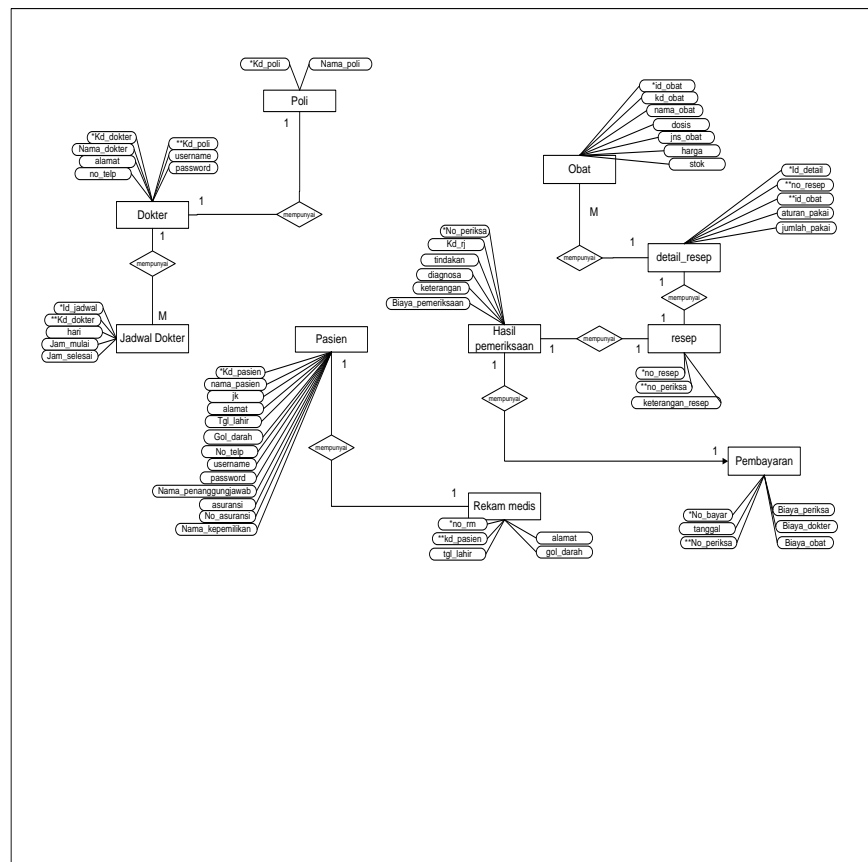 *Kd_poli
Nama_poli
Poli
1
*Kd_dokter
Nama_dokter
alamat
no_telp
**Kd_poli
username
password
Dokter
1
mempunyai
1
mempunyai
M
*Id_jadwal
**Kd_dokter
hari
Jam_mulai
Jam_selesai
Jadwal Dokter
*id_obat
kd_obat
nama_obat
dosis
jns_obat
harga
stok
Obat
M
mempunyai
1
*Id_detail
**no_resep
**id_obat
aturan_pakai
jumlah_pakai
detail_resep
1
mempunyai
1
*No_periksa
Kd_rj
tindakan
diagnosa
keterangan
Biaya_pemeriksaan
Hasil
pemeriksaan
1
mempunyai
1
resep
*no_resep
**no_periksa
keterangan_resep
1
mempunyai
1
Pembayaran
*No_bayar
tanggal
**No_periksa
Biaya_periksa
Biaya_dokter
Biaya_obat
Pasien
1
*Kd_pasien
nama_pasien
jk
alamat
Tgl_lahir
Gol_darah
No_telp
username
password
Nama_penanggungjawab
asuransi
No_asuransi
Nama_kepemilikan
mempunyai
1
Rekam medis
*no_rm
**kd_pasien
tgl_lahir
alamat
gol_darah